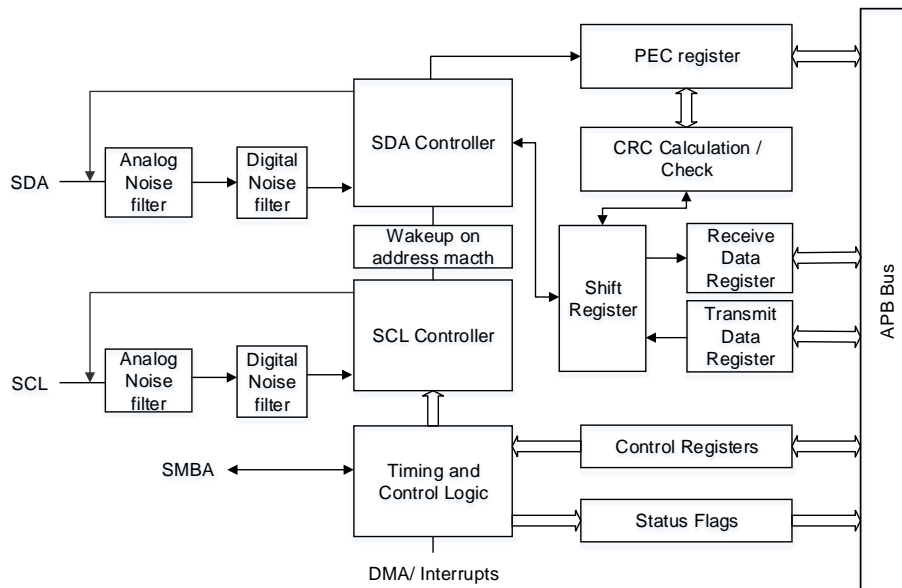 PEC register
SDA Controller
CRC Calculation /
Check
SDA
Analog
Noise
filter
Digital
Noise
filter
Wakeup on
address macth
Shift
Register
Receive
Data
Register
Transmit
Data
Register
APB Bus
SCL Controller
SCL
Analog
Noise
filter
Digital
Noise
filter
SMBA
Timing and
Control Logic
Control Registers
Status Flags
DMA/ Interrupts